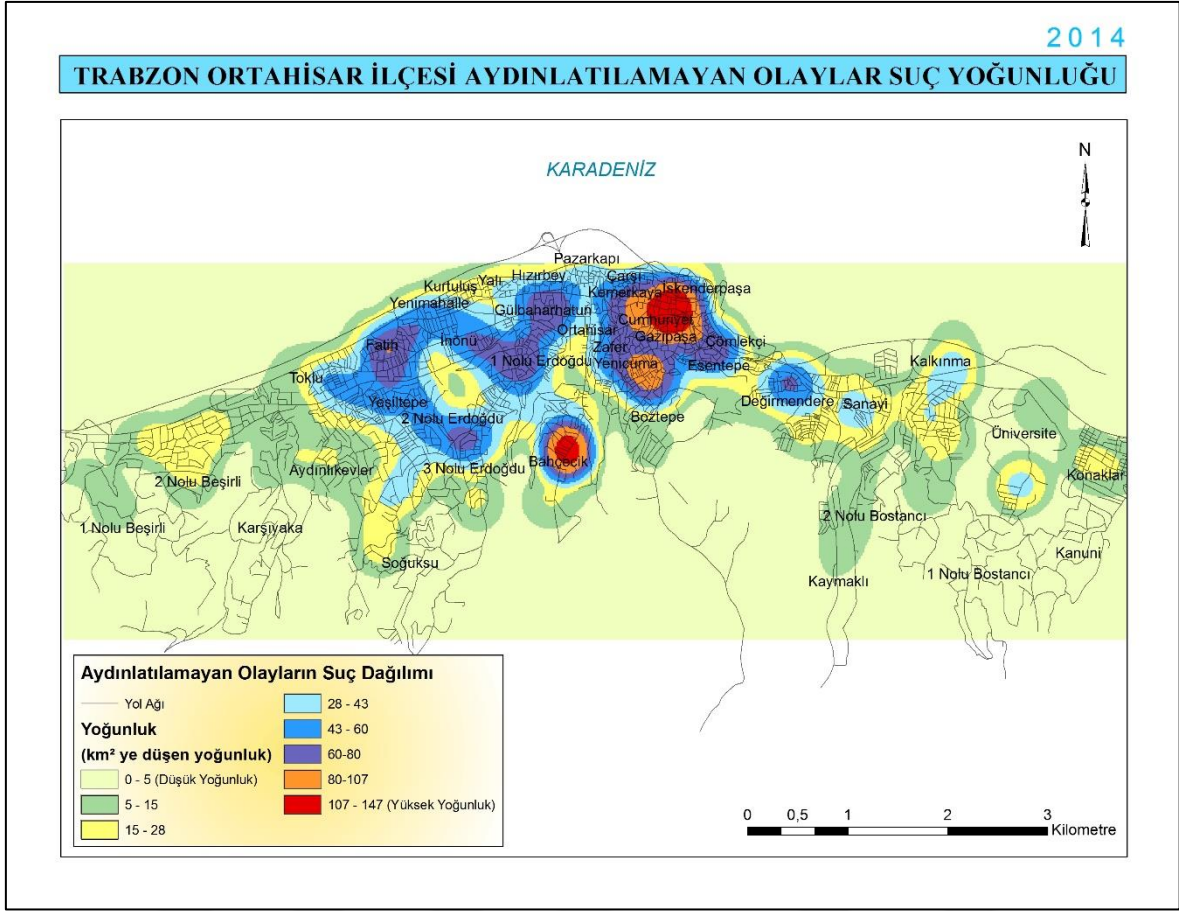 2014
TRABZON ORTAHİSAR İLÇESİ AYDINLATILAMAYAN OLAYLAR SUÇ YOĞUNLUĞU
KARADENİZ
N
Pazarkapı
Hızırbey
Çarşı
Yalı
Kurtuluş
Kemerkaya
İskenderpaşa
Yenimahalle
Gülbaharhatun
Cumhuriyet
Ortahisar
Gazipaşa
Fatih
İnönü
Zafer
Çömlekçi
1 Nolu Erdoğdu
Yenicuma
Esentepe
Kalkınma
Toklu
Yeşiltepe
Değirmendere
Sanayi
2 Nolu Erdoğdu
Boztepe
Üniversite
Aydınlıkevler
3 Nolu Erdoğdu
Bahçecik
Konaklar
2 Nolu Beşirli
1 Nolu Beşirli
Karşıyaka
2 Nolu Bostancı
Soğuksu
Kanuni
Kaymaklı
1 Nolu Bostancı
Aydınlatılamayan Olayların Suç Dağılımı
Yol Ağı
Yoğunluk
(km² ye düşen yoğunluk)
0 - 5 (Düşük Yoğunluk)
5 - 15
15 - 28
28 - 43
43 - 60
60-80
80-107
107 - 147 (Yüksek Yoğunluk)
0 0,5 1 2 3
Kilometre